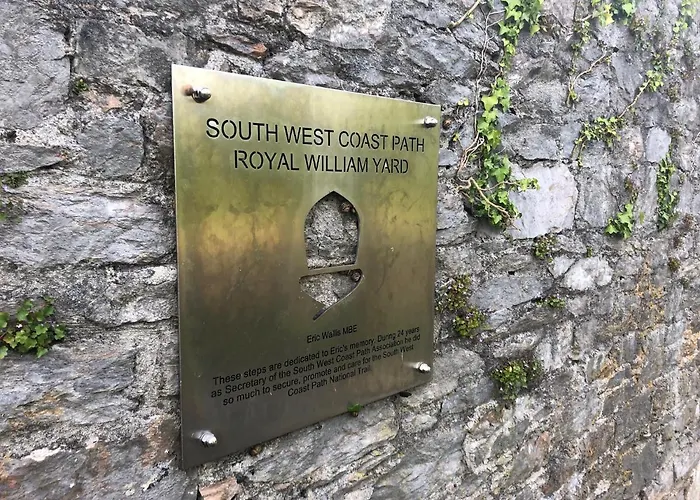 SOUTH WEST COAST PATH
ROYAL WILLIAM YARD
Eric Wallis MBE
These steps are dedicated to Eric's memory. During 24 years
as Secretary of the South West Coast Path Association he did
so much to secure, promote and care for the South West
Coast Path National Trail.